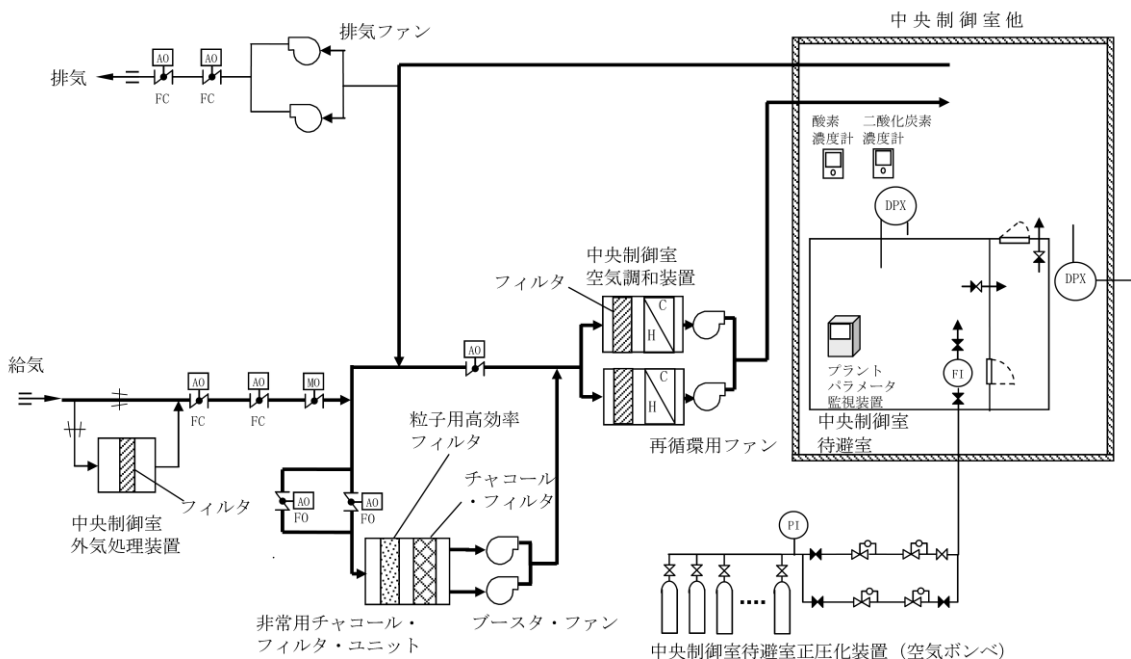 中央制御室他
排気ファン
AO
AO
排気
FC
FC
酸素
濃度計
二酸化炭素
濃度計
DPX
DPX
中央制御室
空気調和装置
フィルタ
C
H
C
H
再循環用ファン
AO
給気
AO
AO
MO
FC
FC
フィルタ
中央制御室
外気処理装置
粒子用高効率
フィルタ
チャコール
・フィルタ
AO
FO
AO
FO
非常用チャコール・
フィルタ・ユニット
ブースタ・ファン
プラント
パラメータ
監視装置
FI
中央制御室
待避室
PI
中央制御室待避室正圧化装置（空気ボンベ）